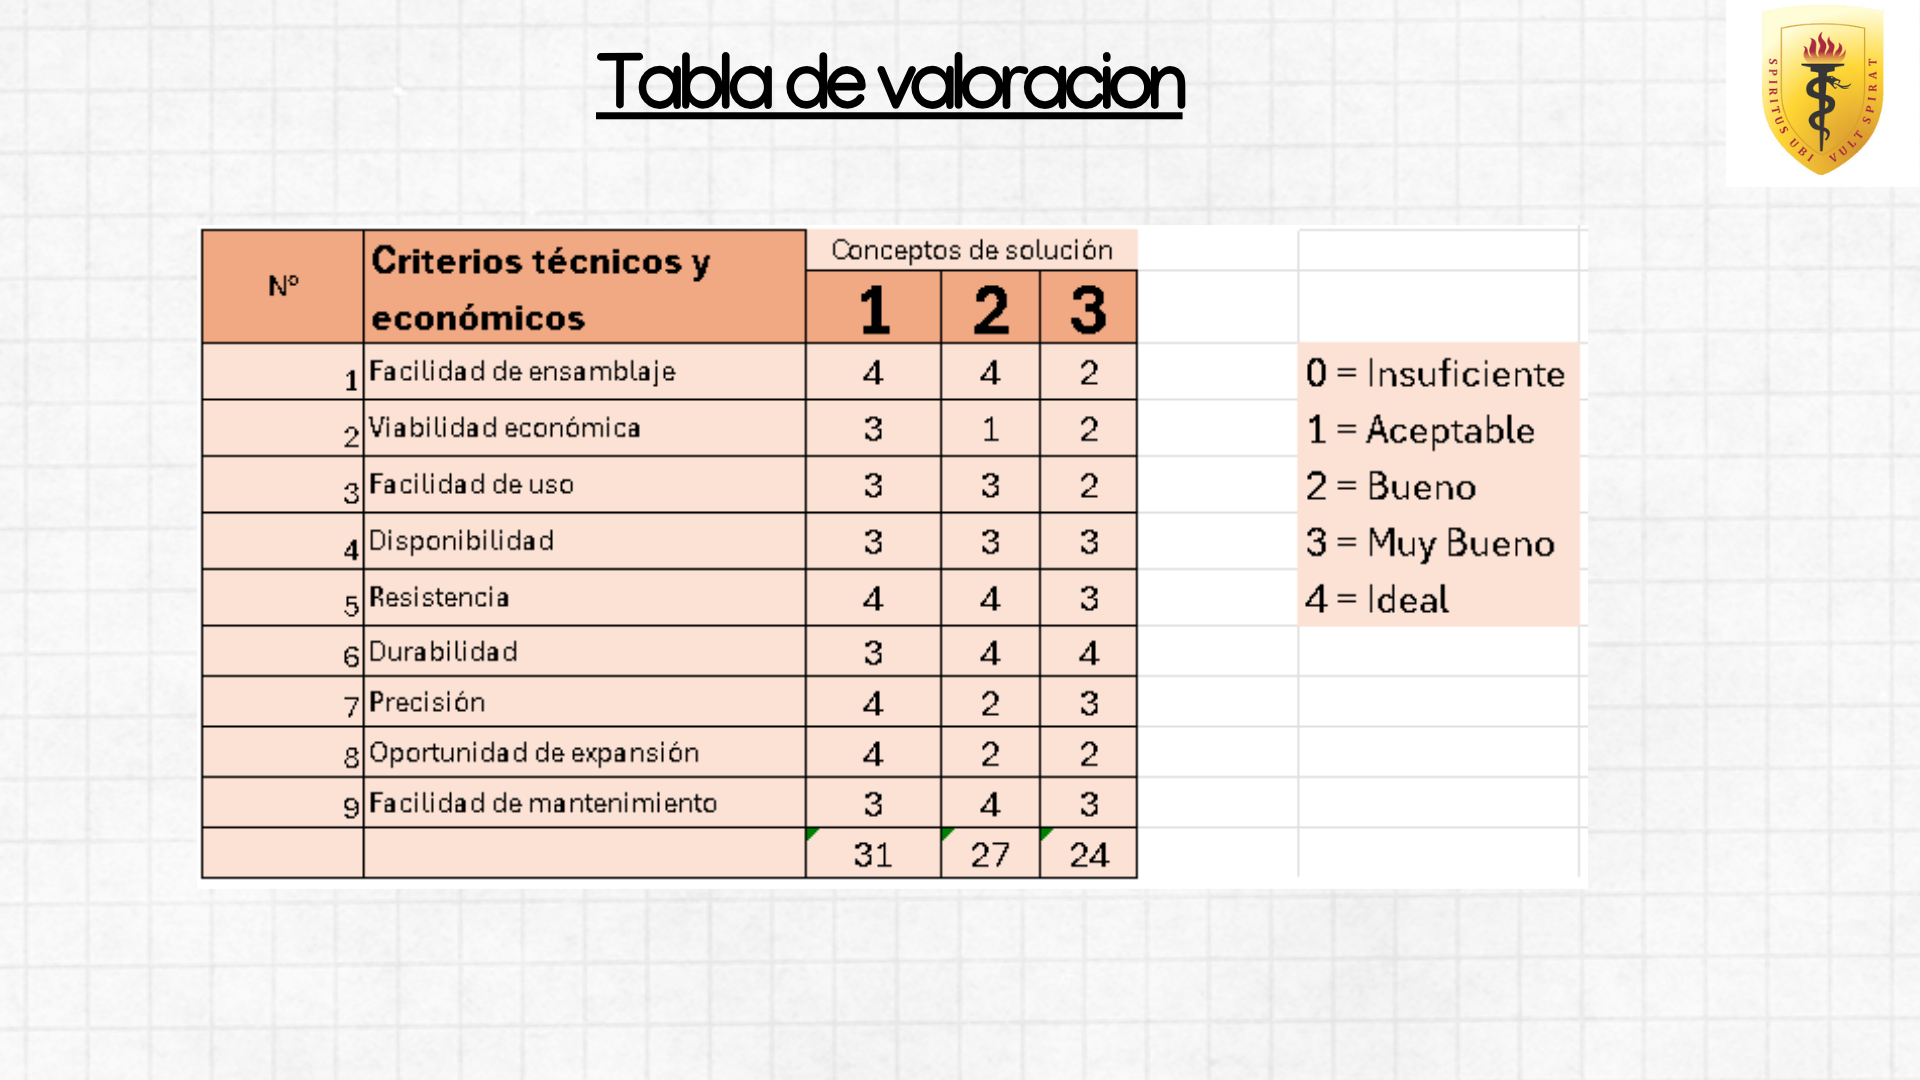 Tabla de valoracion
SPIRITUS UBI VULT SPIRAT
Nº Criterios técnicos y económicos Conceptos de solución
1 2 3
1 Facilidad de ensamblaje 4 4 2
2 Viabilidad económica 3 1 2
3 Facilidad de uso 3 3 2
4 Disponibilidad 3 3 3
5 Resistencia 4 4 3
6 Durabilidad 3 4 4
7 Precisión 4 2 3
8 Oportunidad de expansión 4 2 2
9 Facilidad de mantenimiento 3 4 3
31 27 24
0 = Insuficiente
1 = Aceptable
2 = Bueno
3 = Muy Bueno
4 = Ideal